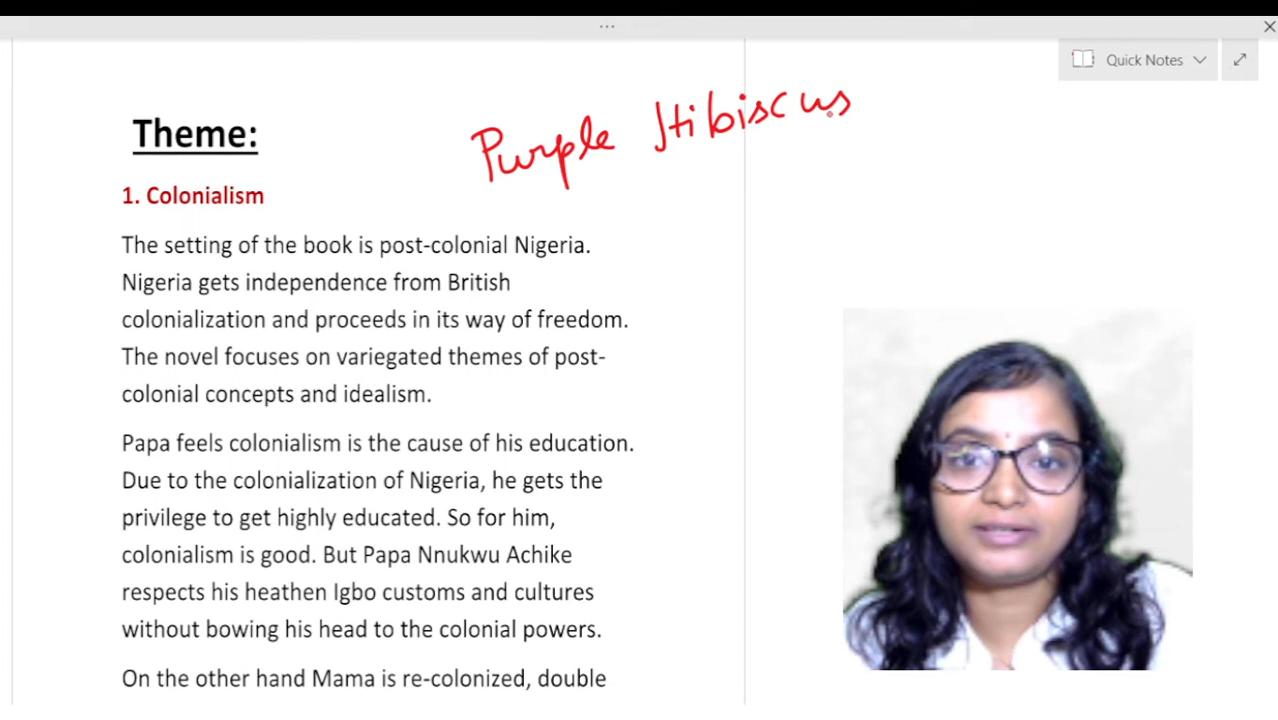 Quick Notes
Purple Hibiscus
Theme:
1. Colonialism
The setting of the book is post-colonial Nigeria.
Nigeria gets independence from British
colonialization and proceeds in its way of freedom.
The novel focuses on variegated themes of post-
colonial concepts and idealism.
Papa feels colonialism is the cause of his education.
Due to the colonialization of Nigeria, he gets the
privilege to get highly educated. So for him,
colonialism is good. But Papa Nnukwu Achike
respects his heathen Igbo customs and cultures
without bowing his head to the colonial powers.
On the other hand Mama is re-colonized, double